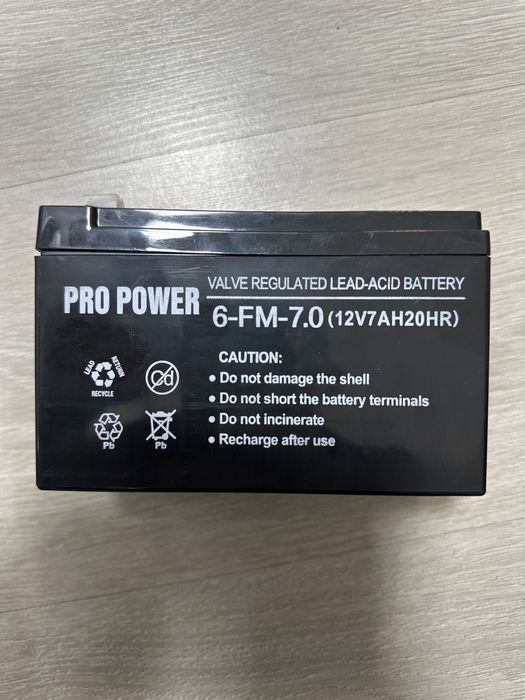 VALVE REGULATED LEAD-ACID BATTERY
PRO POWER
6-FM-7.0 (12V7AH20HR)
CAUTION:
• Do not damage the shell
• Do not short the battery terminals
• Do not incinerate
• Recharge after use
LEAD RETURN
RECYCLE
Cd
Pb
Pb